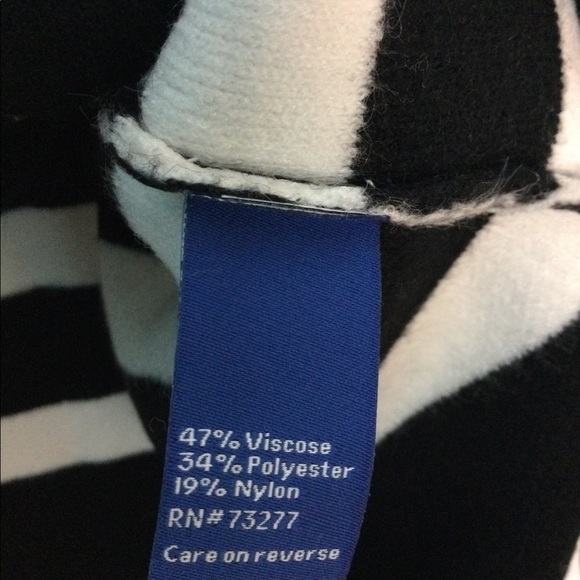 47% Viscose
34% Polyester
19% Nylon
RN# 73277
Care on reverse